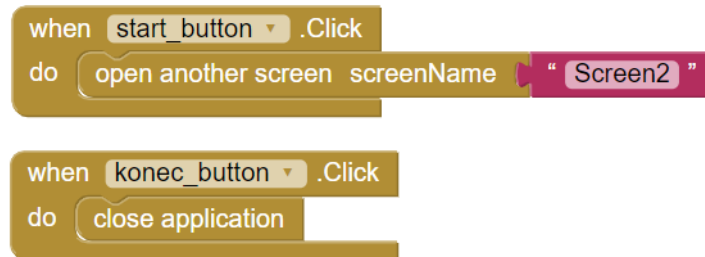 when start_button .Click
do open another screen screenName " Screen2 "
when konec_button .Click
do close application